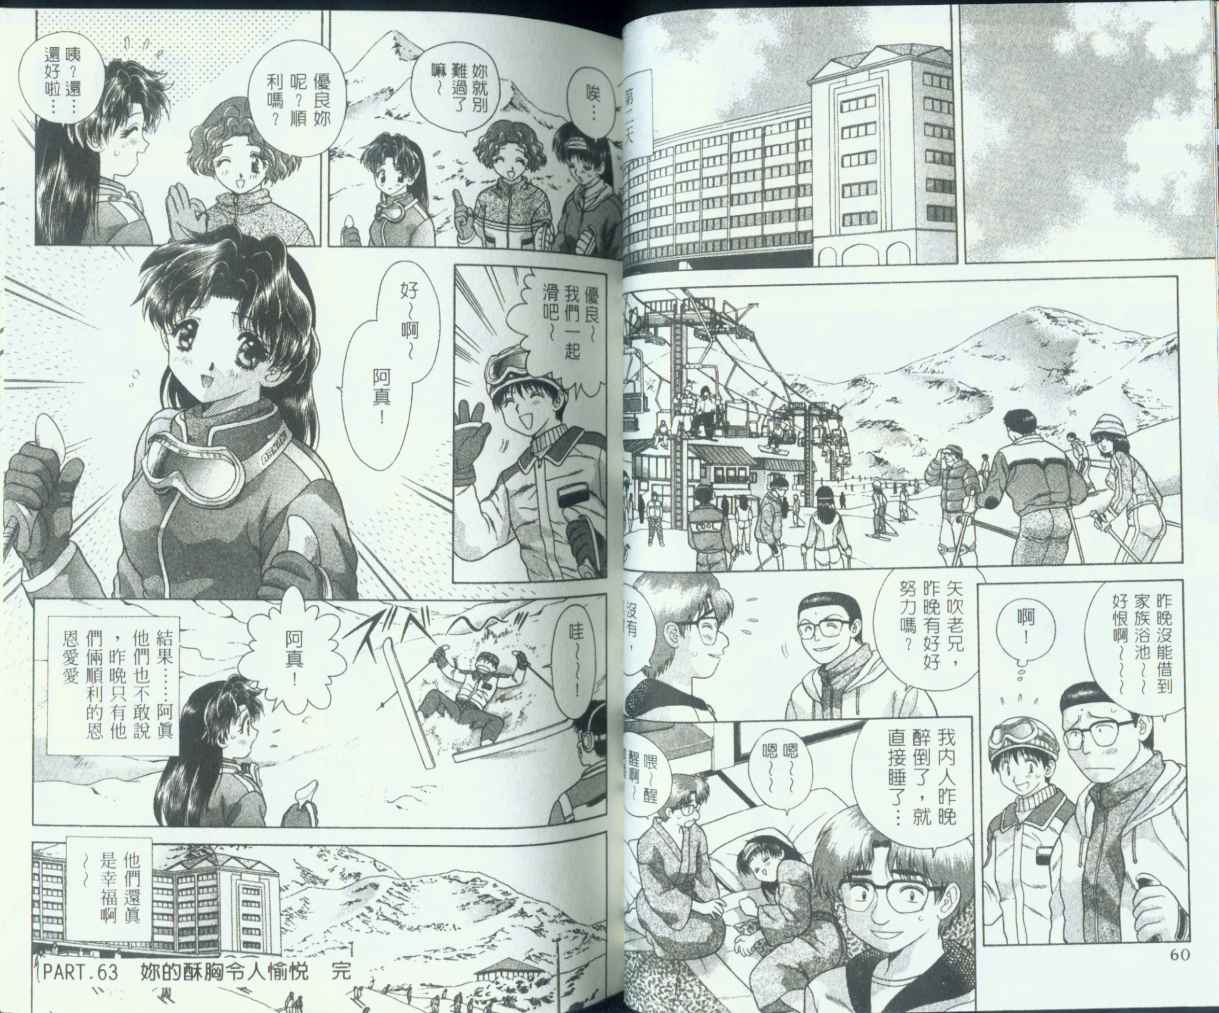 第二天
昨晚沒能借到
家族浴池～～
好恨啊～～～
啊！
矢吹老兄，
昨晚有好好
努力嗎？
沒有，
我內人昨晚
醉倒了，就
直接睡了…
嗯～～
嗯～～
喂～醒
醒啊～
唉…
妳就別
難過了
嘛～
優良妳
呢？順
利嗎？
咦？還…
還好啦…
優良～
我們一起
滑吧～
好～啊～
阿真！
哇～～～！
阿真！
結果……阿眞
他們也不敢說
，昨晚只有他
們倆順利的恩
恩愛愛
他們還眞
是幸福啊
～～
PART.63 妳的酥胸令人愉悅 完
60